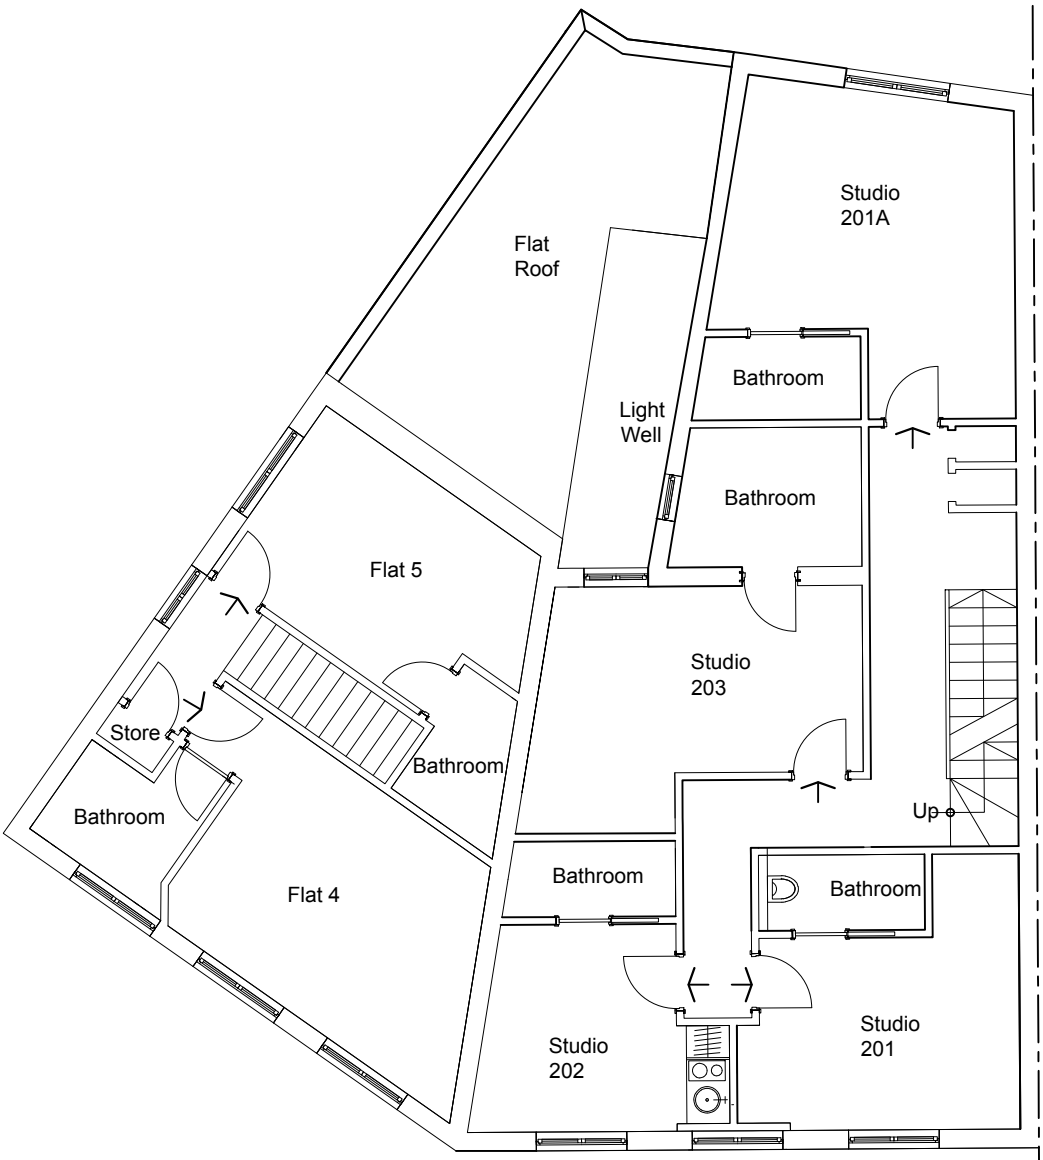 Studio
201A
Flat
Roof
Bathroom
Light
Well
Bathroom
Flat 5
Studio
203
Store
Bathroom
Bathroom
Up
Flat 4
Bathroom
Bathroom
Studio
202
Studio
201